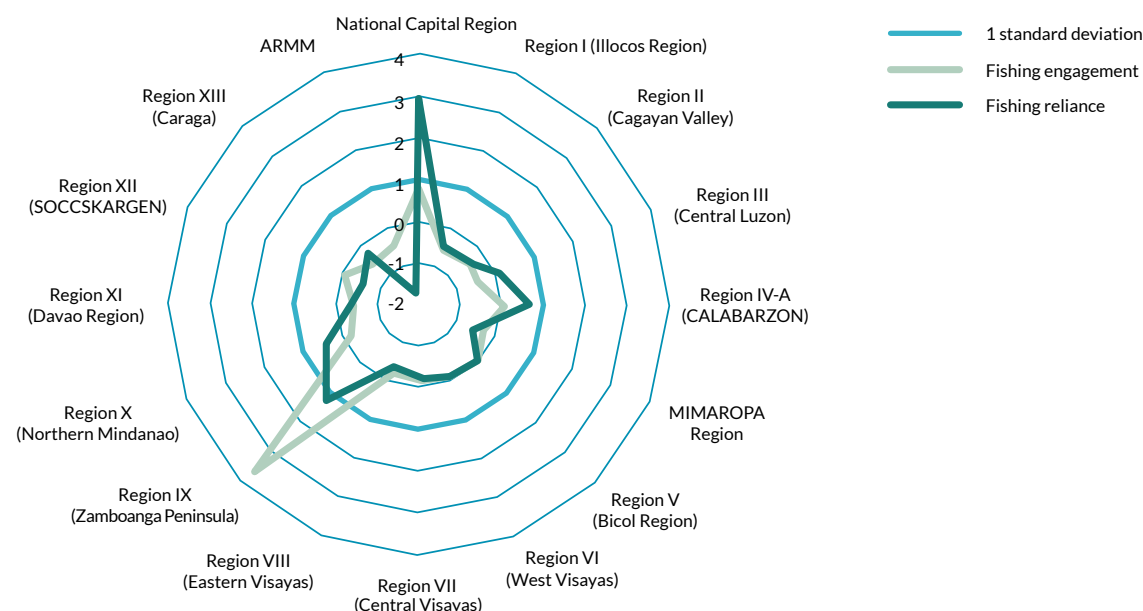 National Capital Region
Region I (Illocos Region)
Region II
(Cagayan Valley)
Region III
(Central Luzon)
Region IV-A
(CALABARZON)
MIMAROPA
Region
Region V
(Bicol Region)
Region VI
(West Visayas)
Region VII
(Central Visayas)
Region VIII
(Eastern Visayas)
Region IX
(Zamboanga Peninsula)
Region X
(Northern Mindanao)
Region XI
(Davao Region)
Region XII
(SOCCSKARGEN)
Region XIII
(Caraga)
ARMM
4
3
2
1
0
-1
-2
1 standard deviation
Fishing engagement
Fishing reliance